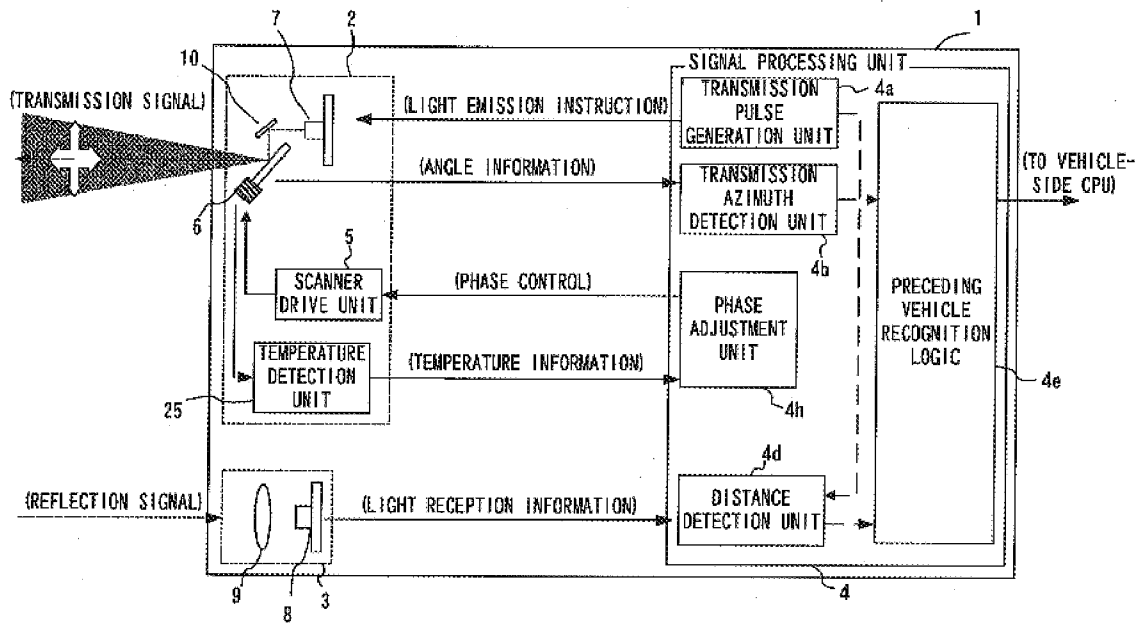 2
1
7
10
SIGNAL PROCESSING UNIT
(TRANSMISSION SIGNAL)
(LIGHT EMISSION INSTRUCTION)
TRANSMISSION
PULSE
GENERATION UNIT
4a
(ANGLE INFORMATION)
TRANSMISSION
AZIMUTH
DETECTION UNIT
4b
(TO VEHICLE-
SIDE CPU)
6
5
SCANNER
DRIVE UNIT
(PHASE CONTROL)
PHASE
ADJUSTMENT
UNIT
4h
PRECEDING
VEHICLE
RECOGNITION
LOGIC
4e
TEMPERATURE
DETECTION
UNIT
25
(TEMPERATURE INFORMATION)
4d
(REFLECTION SIGNAL)
(LIGHT RECEPTION INFORMATION)
DISTANCE
DETECTION UNIT
9
8
3
4